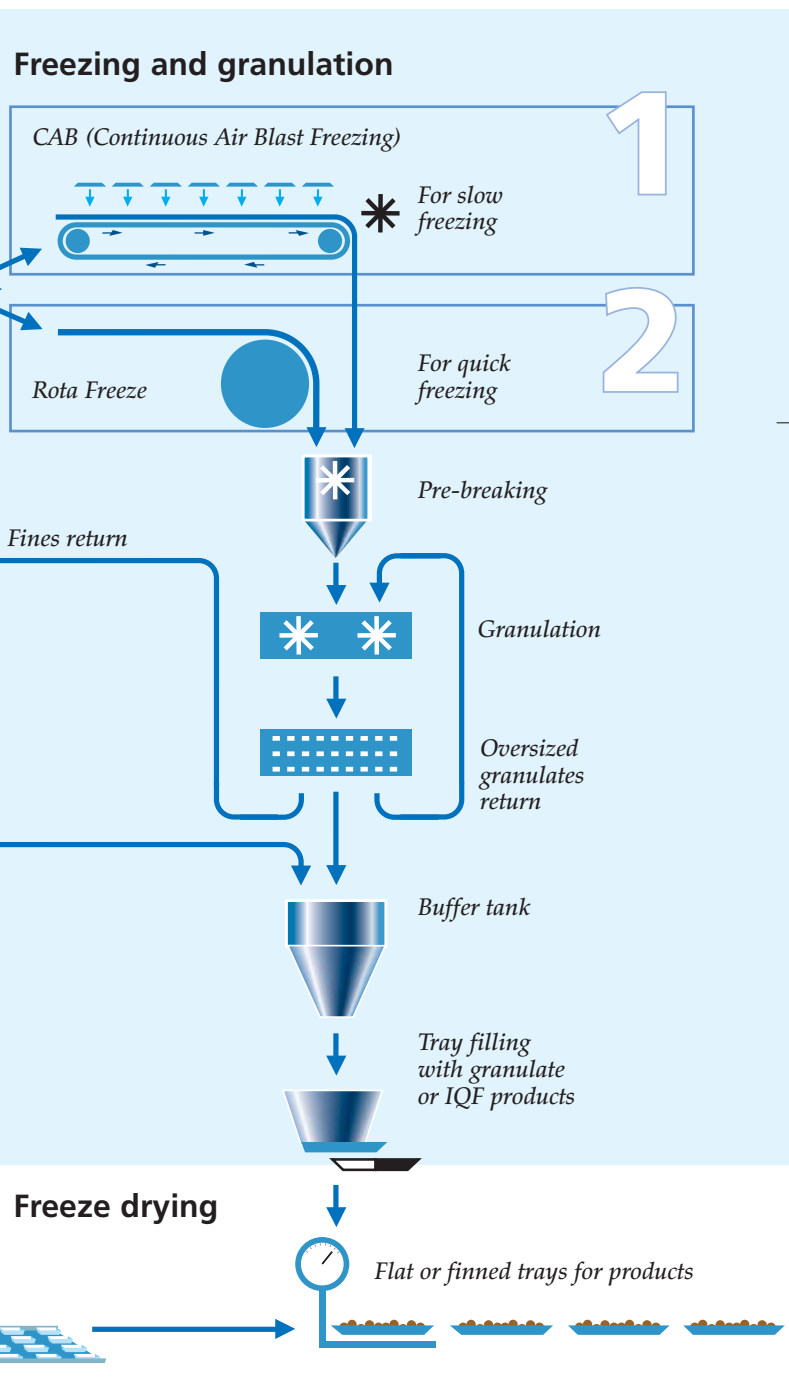 Freezing and granulation
1
CAB (Continuous Air Blast Freezing)
For slow
freezing
2
Rota Freeze
For quick
freezing
Pre-breaking
Fines return
Granulation
Oversized
granulates
return
Buffer tank
Tray filling
with granulate
or IQF products
Freeze drying
Flat or finned trays for products